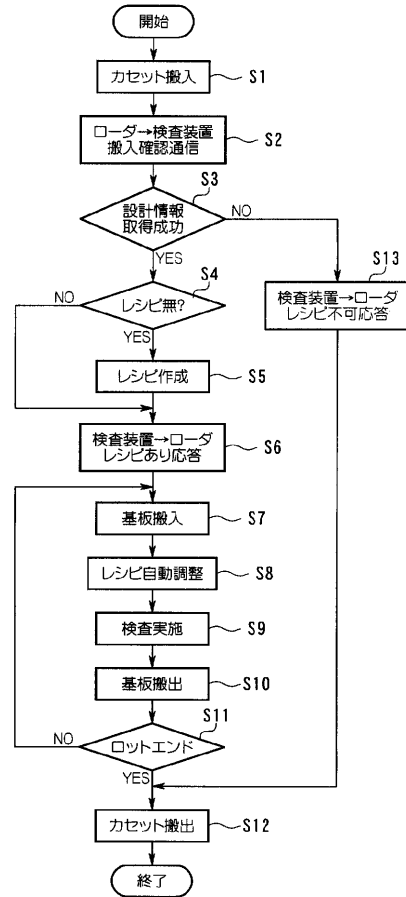 開始
カセット搬入
S1
ローダ→検査装置
搬入確認通信
S2
S3
設計情報
取得成功
NO
YES
S4
S13
NO
レシピ無?
検査装置→ローダ
レシピ不可応答
YES
レシピ作成
S5
検査装置→ローダ
レシピあり応答
S6
基板搬入
S7
レシピ自動調整
S8
検査実施
S9
基板搬出
S10
S11
NO
ロットエンド
YES
カセット搬出
S12
終了